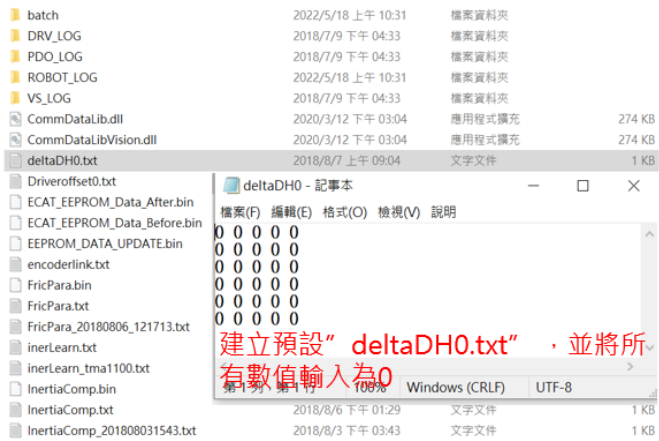 batch 2022/5/18 上午 10:31 檔案資料夾
DRV_LOG 2018/7/9 下午 04:33 檔案資料夾
PDO_LOG 2018/7/9 下午 04:33 檔案資料夾
ROBOT_LOG 2022/5/18 上午 10:31 檔案資料夾
VS_LOG 2018/7/9 下午 04:33 檔案資料夾
CommDataLib.dll 2020/3/12 下午 03:04 應用程式擴充 274 KB
CommDataLibVision.dll 2020/3/12 下午 03:04 應用程式擴充 274 KB
deltaDH0.txt 2018/8/7 上午 09:04 文字文件 1 KB
Driveroffset0.txt
ECAT_EEPROM_Data_After.bin
ECAT_EEPROM_Data_Before.bin
EEPROM_DATA_UPDATE.bin
encoderlink.txt
FricPara.bin
FricPara.txt
FricPara_20180806_121713.txt
inerLearn.txt
inerLearn_tma1100.txt
InertiaComp.bin
InertiaComp.txt 2018/8/6 下午 01:29 文字文件 1 KB
InertiaComp_201808031543.txt 2018/8/3 下午 03:43 文字文件 1 KB
deltaDH0 - 記事本
檔案(F) 編輯(E) 格式(O) 檢視(V) 說明
0 0 0 0 0
0 0 0 0 0
0 0 0 0 0
0 0 0 0 0
0 0 0 0 0
0 0 0 0 0
建立預設”deltaDH0.txt” ，並將所
有數值輸入為0
第 1 列，第 1 行 100% Windows (CRLF) UTF-8